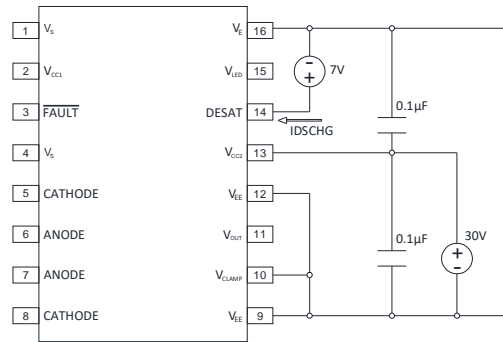 1 VS VE 16
2 VCC1 VLED 15
3 FAULT DESAT 14
4 VS VCC2 13
5 CATHODE VEE 12
6 ANODE VOUT 11
7 ANODE VCLAMP 10
8 CATHODE VEE 9
7V
IDSCHG
0.1μF
0.1μF
30V